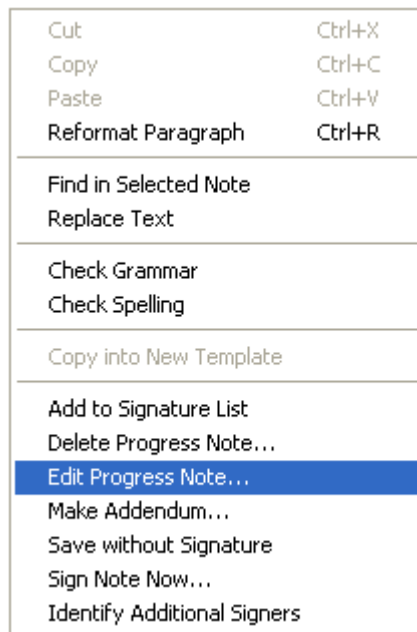 Cut Ctrl+X
Copy Ctrl+C
Paste Ctrl+V
Reformat Paragraph Ctrl+R
Find in Selected Note
Replace Text
Check Grammar
Check Spelling
Copy into New Template
Add to Signature List
Delete Progress Note...
Edit Progress Note...
Make Addendum...
Save without Signature
Sign Note Now...
Identify Additional Signers